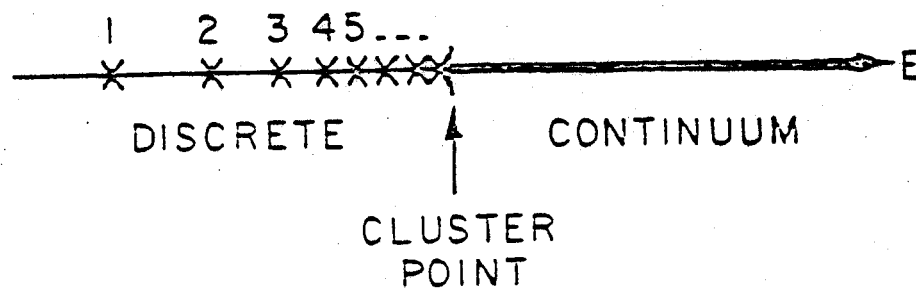 1 2 3 4 5 ---
E
DISCRETE CONTINUUM
CLUSTER
POINT